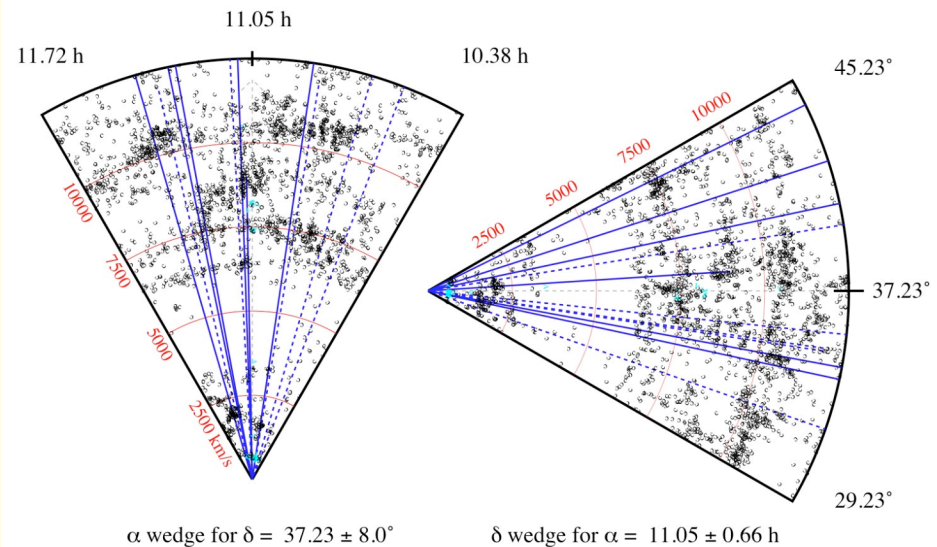 11.05 h
11.72 h
10.38 h
10000
7500
5000
2500 km/s
α wedge for δ = 37.23 ± 8.0°
45.23°
10000
7500
5000
2500
37.23°
29.23°
δ wedge for α = 11.05 ± 0.66 h